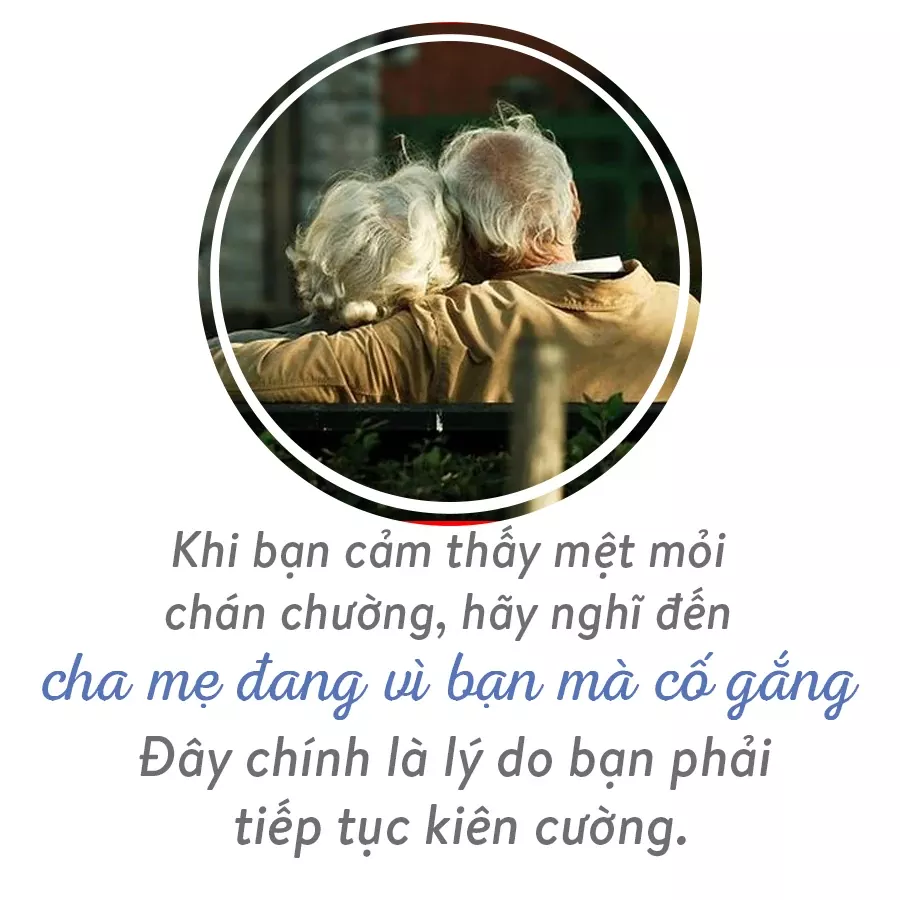 Khi bạn cảm thấy mệt mỏi
chán chường, hãy nghĩ đến
cha mẹ đang vì bạn mà cố gắng
Đây chính là lý do bạn phải
tiếp tục kiên cường.